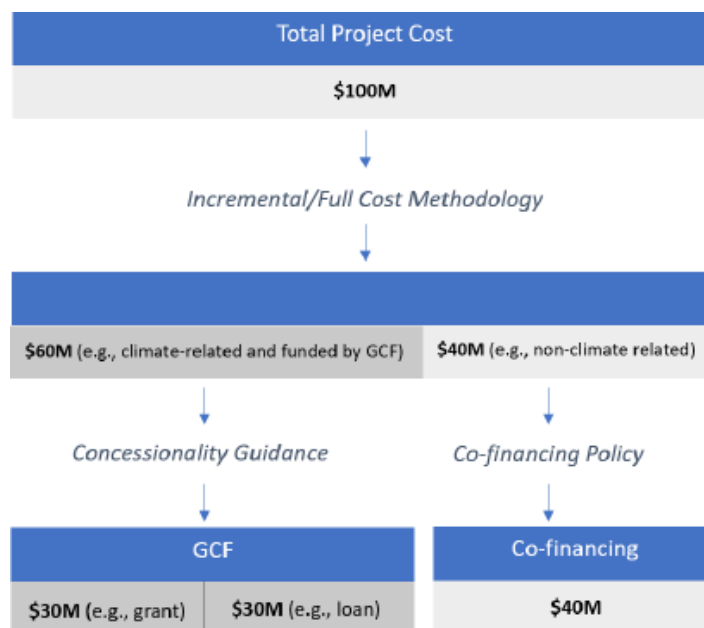 Total Project Cost
$100M
Incremental/Full Cost Methodology
$60M (e.g., climate-related and funded by GCF)
$40M (e.g., non-climate related)
Concessionality Guidance
Co-financing Policy
GCF
Co-financing
$30M (e.g., grant)
$30M (e.g., loan)
$40M